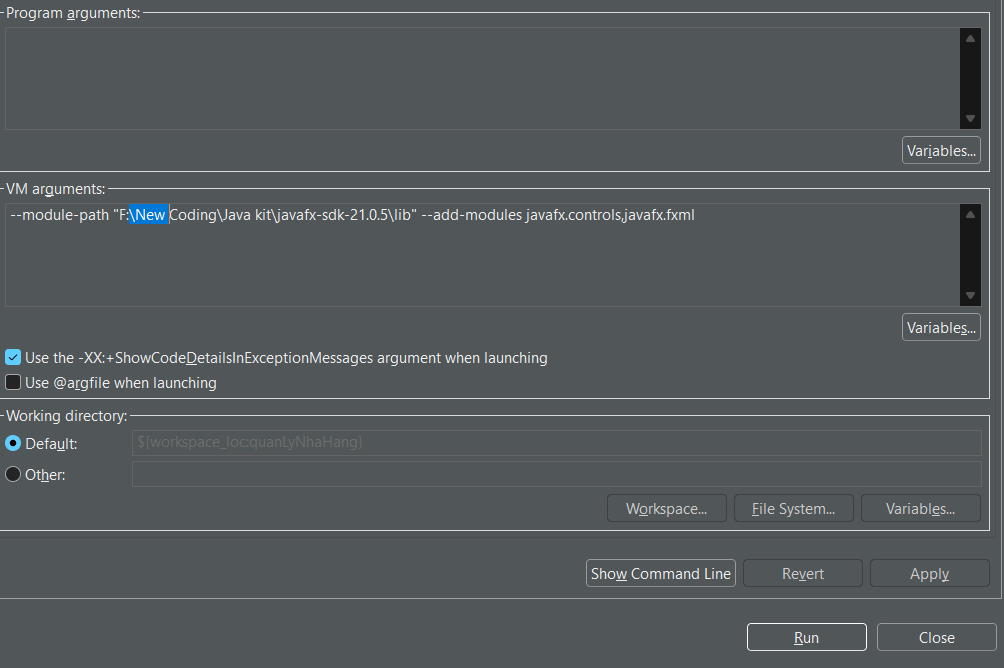 Program arguments:
Variables...
VM arguments:
--module-path "F:\New Coding\Java kit\javafx-sdk-21.0.5\lib" --add-modules javafx.controls,javafx.fxml
Variables...
Use the -XX:+ShowCodeDetailsInExceptionMessages argument when launching
Use @argfile when launching
Working directory:
Default:
${workspace_loc:quanLyNhaHang}
Other:
Workspace...
File System...
Variables...
Show Command Line
Revert
Apply
Run
Close